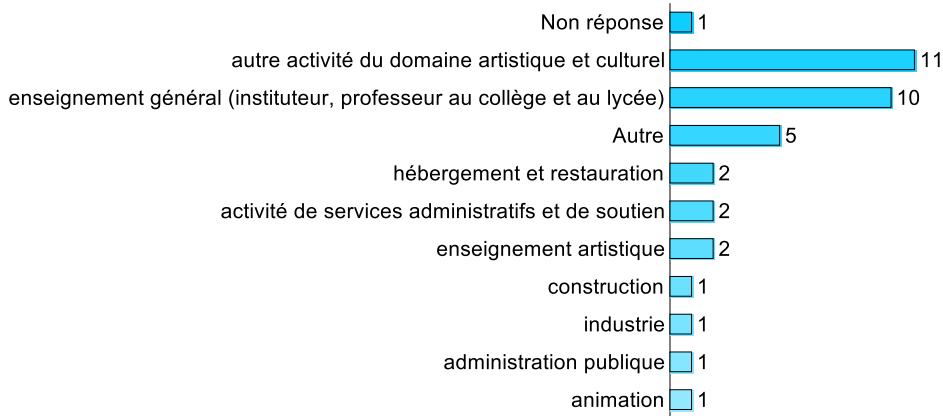 Non réponse 1
autre activité du domaine artistique et culturel 11
enseignement général (instituteur, professeur au collège et au lycée) 10
Autre 5
hébergement et restauration 2
activité de services administratifs et de soutien 2
enseignement artistique 2
construction 1
industrie 1
administration publique 1
animation 1